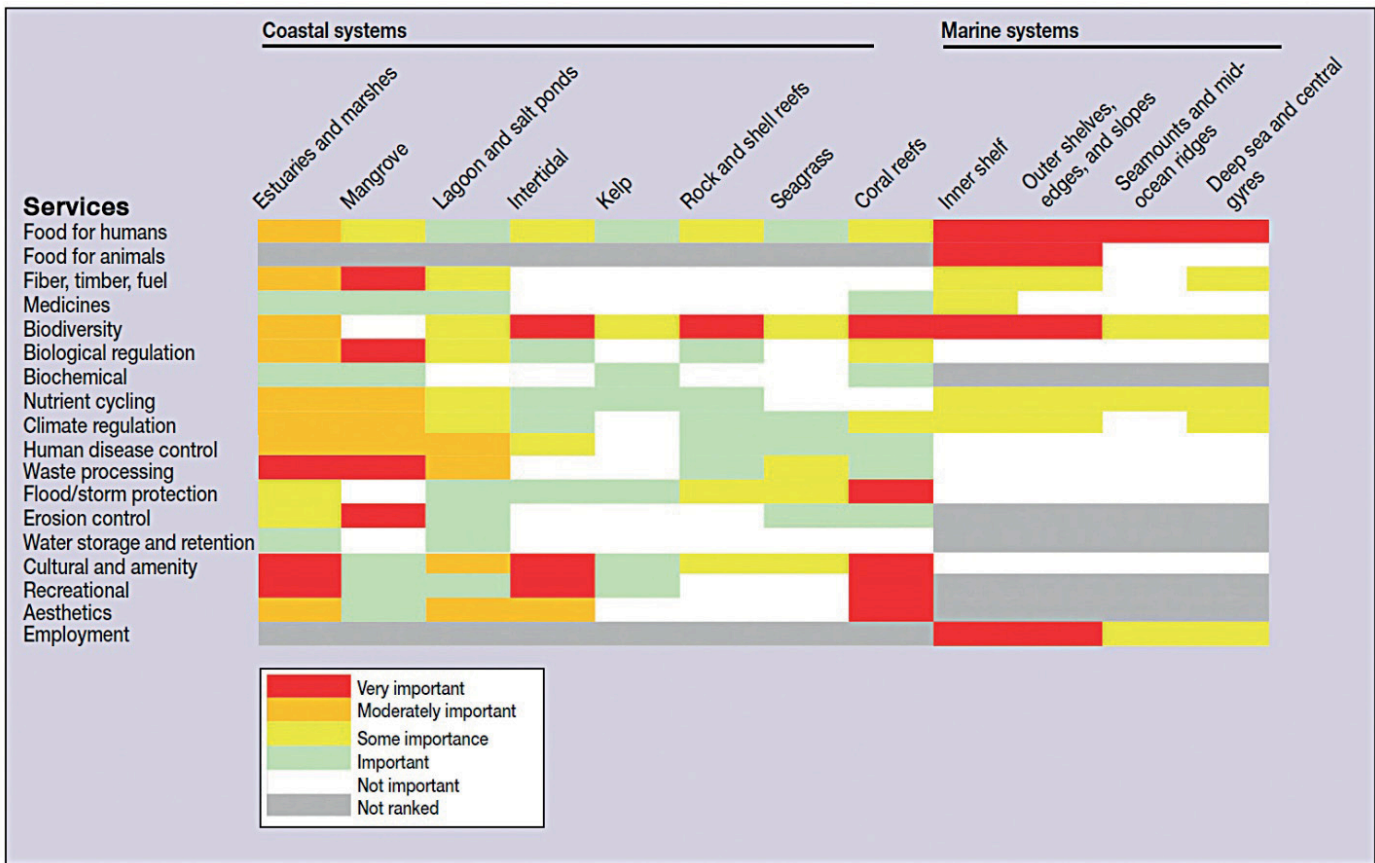 Coastal systems
Marine systems
Estuaries and marshes
Mangrove
Lagoon and salt ponds
Intertidal
Kelp
Rock and shell reefs
Seagrass
Coral reefs
Inner shelf
Outer shelves,
edges, and slopes
Seamounts and mid-
ocean ridges
Deep sea and central
gyres
Services
Food for humans
Food for animals
Fiber, timber, fuel
Medicines
Biodiversity
Biological regulation
Biochemical
Nutrient cycling
Climate regulation
Human disease control
Waste processing
Flood/storm protection
Erosion control
Water storage and retention
Cultural and amenity
Recreational
Aesthetics
Employment
Very important
Moderately important
Some importance
Important
Not important
Not ranked